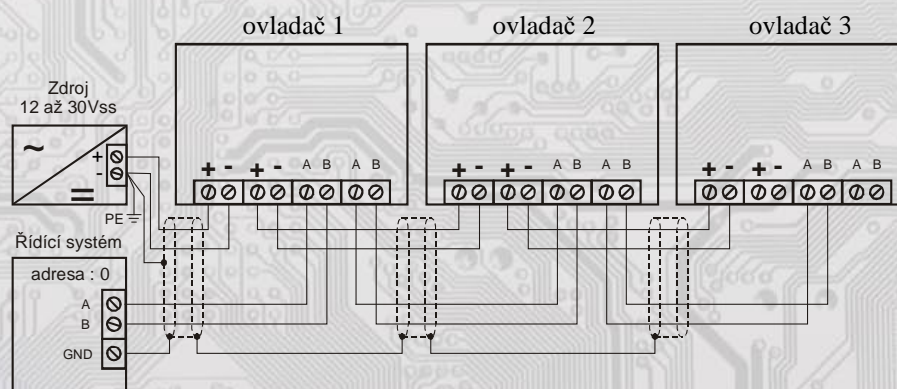 ovladač 1
ovladač 2
ovladač 3
Zdroj
12 až 30Vss
+
-
+ - + - A B A B
+ - + - A B A B
+ - + - A B A B
PE
Řídící systém
adresa : 0
A
B
GND